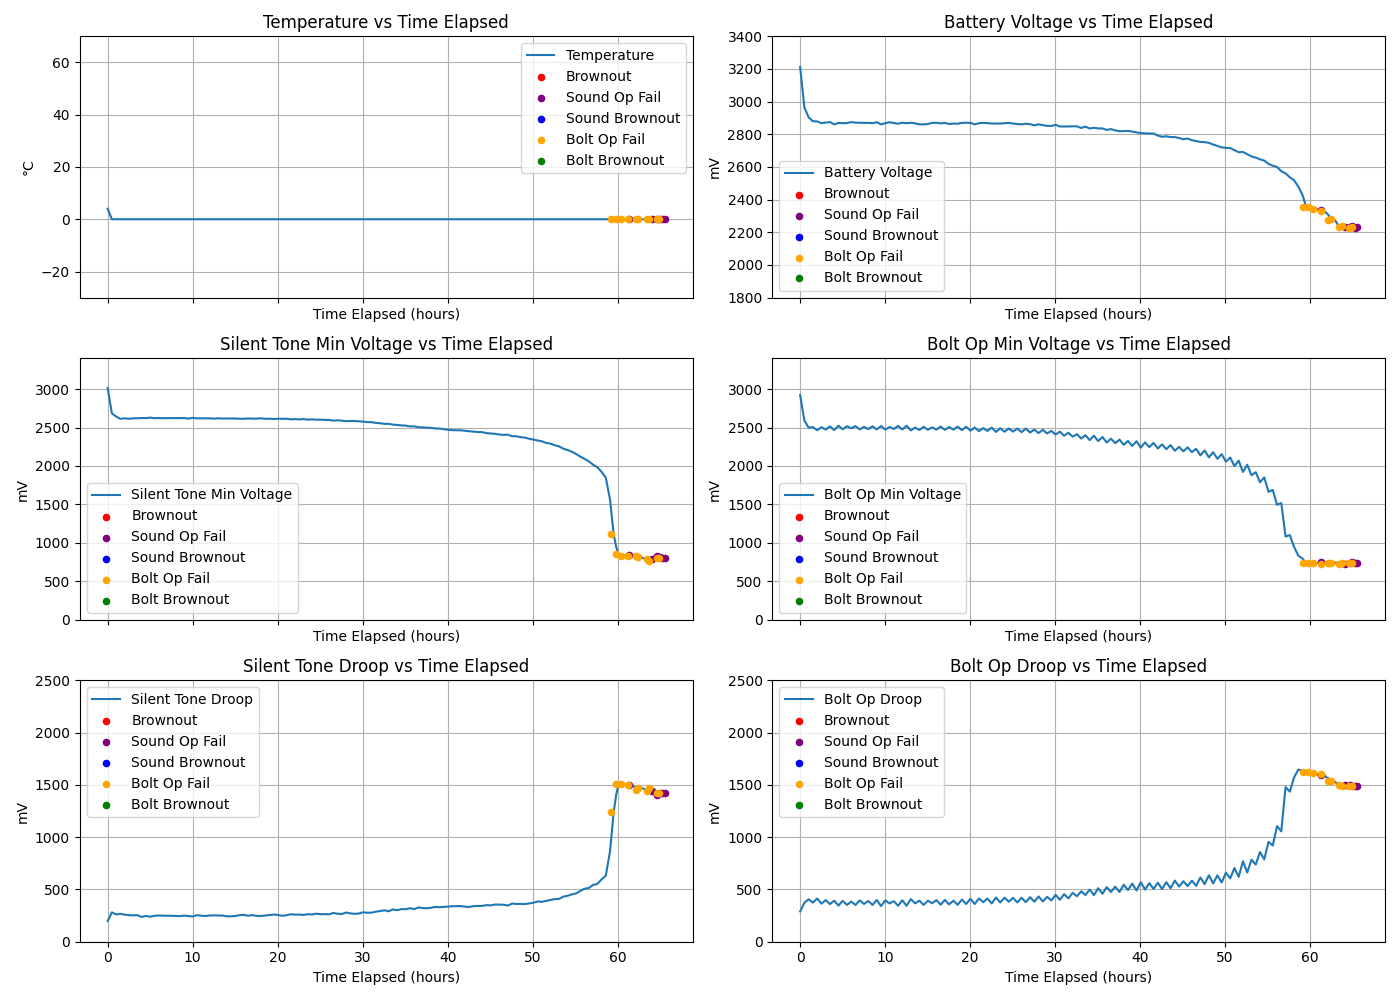 Temperature vs Time Elapsed
60
40
20
0
−20
°C
Temperature
Brownout
Sound Op Fail
Sound Brownout
Bolt Op Fail
Bolt Brownout
Time Elapsed (hours)
Battery Voltage vs Time Elapsed
3400
3200
3000
2800
2600
2400
2200
2000
1800
mV
Battery Voltage
Brownout
Sound Op Fail
Sound Brownout
Bolt Op Fail
Bolt Brownout
Time Elapsed (hours)
Silent Tone Min Voltage vs Time Elapsed
3000
2500
2000
1500
1000
500
0
mV
Silent Tone Min Voltage
Brownout
Sound Op Fail
Sound Brownout
Bolt Op Fail
Bolt Brownout
Time Elapsed (hours)
Bolt Op Min Voltage vs Time Elapsed
3000
2500
2000
1500
1000
500
0
mV
Bolt Op Min Voltage
Brownout
Sound Op Fail
Sound Brownout
Bolt Op Fail
Bolt Brownout
Time Elapsed (hours)
Silent Tone Droop vs Time Elapsed
2500
2000
1500
1000
500
0
mV
Silent Tone Droop
Brownout
Sound Op Fail
Sound Brownout
Bolt Op Fail
Bolt Brownout
0 10 20 30 40 50 60
Time Elapsed (hours)
Bolt Op Droop vs Time Elapsed
2500
2000
1500
1000
500
0
mV
Bolt Op Droop
Brownout
Sound Op Fail
Sound Brownout
Bolt Op Fail
Bolt Brownout
0 10 20 30 40 50 60
Time Elapsed (hours)